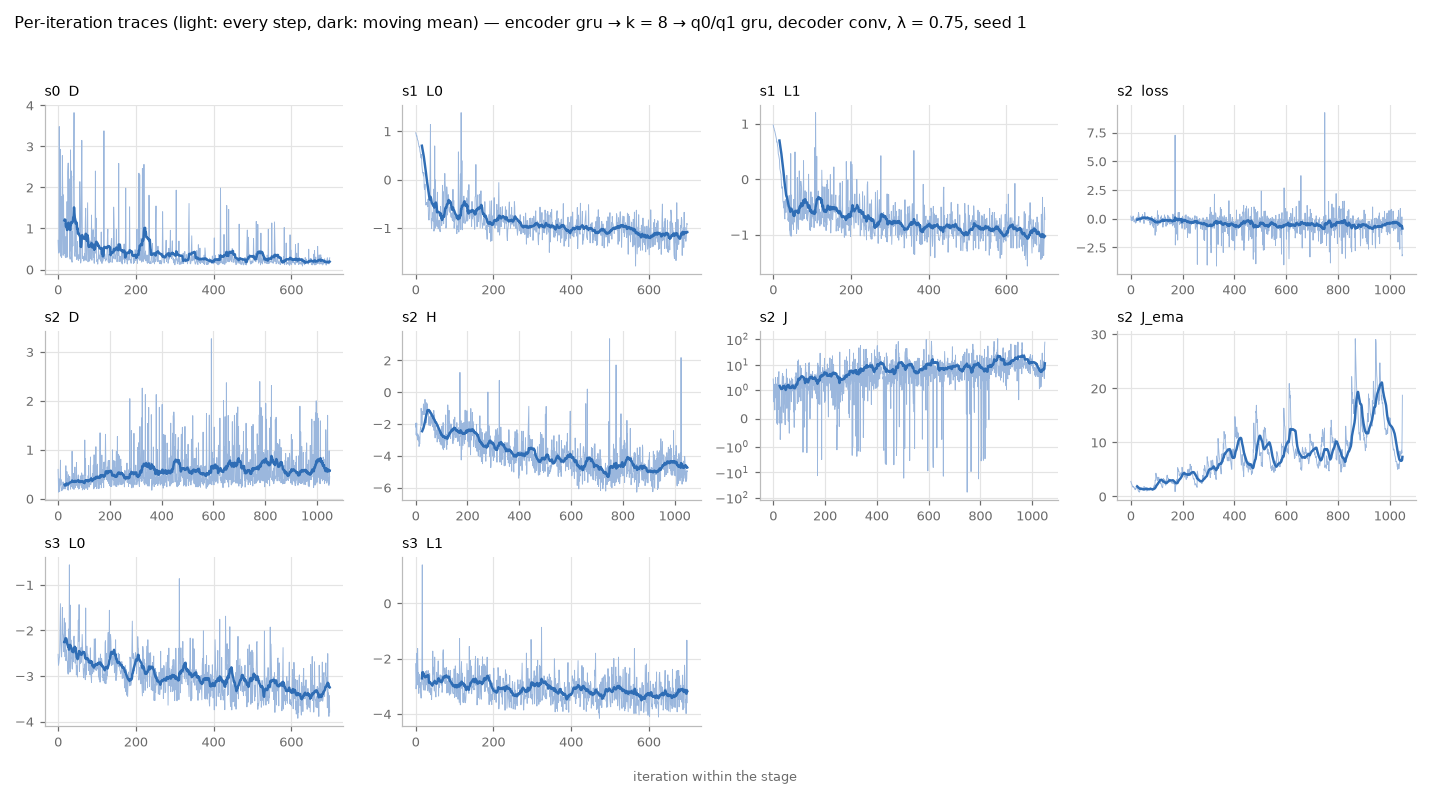 Per-iteration traces (light: every step, dark: moving mean) — encoder gru → k = 8 → q0/q1 gru, decoder conv, λ = 0.75, seed 1
s0 D
4
3
2
1
0
0 200 400 600
s1 L0
1
0
−1
0 200 400 600
s1 L1
1
0
−1
0 200 400 600
s2 loss
7.5
5.0
2.5
0.0
−2.5
0 200 400 600 800 1000
s2 D
3
2
1
0
0 200 400 600 800 1000
s2 H
2
0
−2
−4
−6
0 200 400 600 800 1000
s2 J
10²
10¹
10⁰
0
−10⁰
−10¹
−10²
0 200 400 600 800 1000
s2 J_ema
30
20
10
0
0 200 400 600 800 1000
s3 L0
−1
−2
−3
−4
0 200 400 600
s3 L1
0
−2
−4
0 200 400 600
iteration within the stage